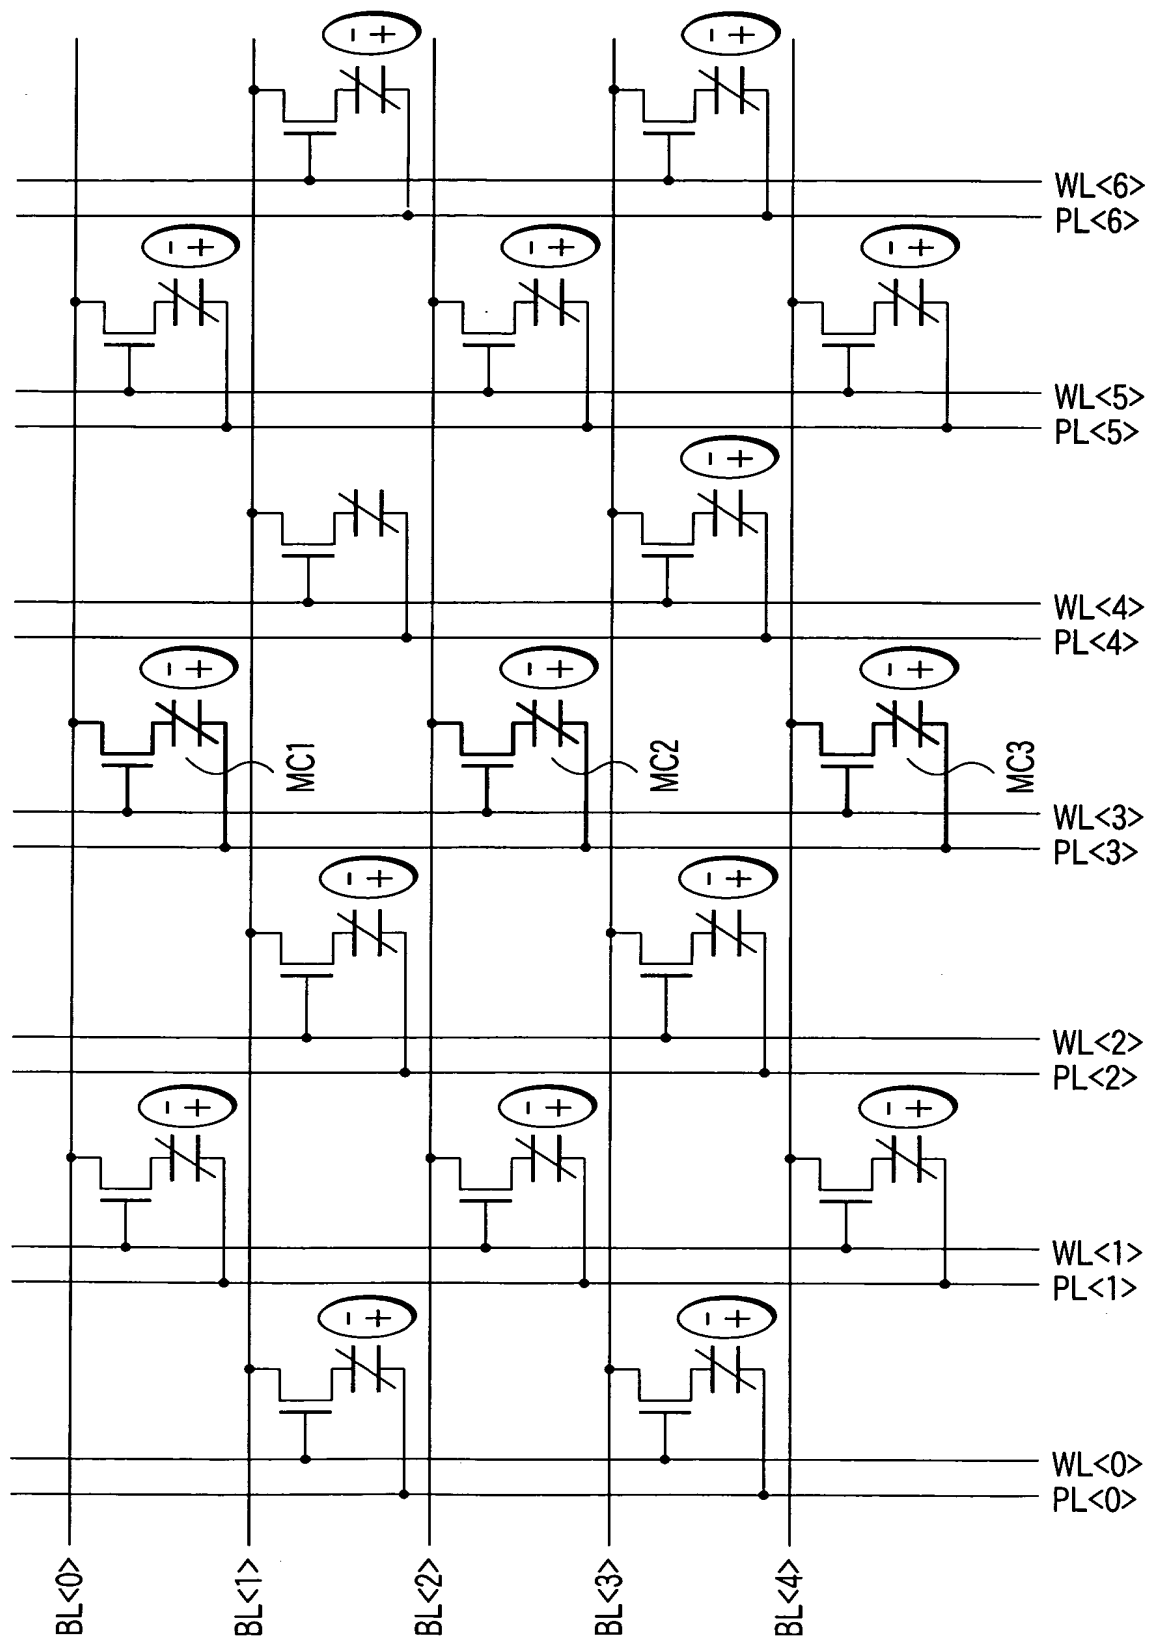 - +
- +
WL<6>
PL<6>
- +
- +
- +
WL<5>
PL<5>
- +
WL<4>
PL<4>
- +
- +
- +
MC1
MC2
MC3
WL<3>
PL<3>
- +
- +
WL<2>
PL<2>
- +
- +
- +
WL<1>
PL<1>
- +
- +
WL<0>
PL<0>
BL<0>
BL<1>
BL<2>
BL<3>
BL<4>